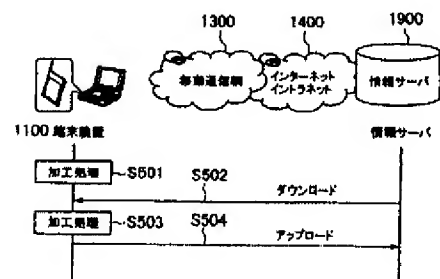 1300
1400
1900
移動通信網
インターネット
イントラネット
情報サーバ
1100 端末装置
情報サーバ
加工処理
S501
S502
ダウンロード
加工処理
S503
S504
アップロード